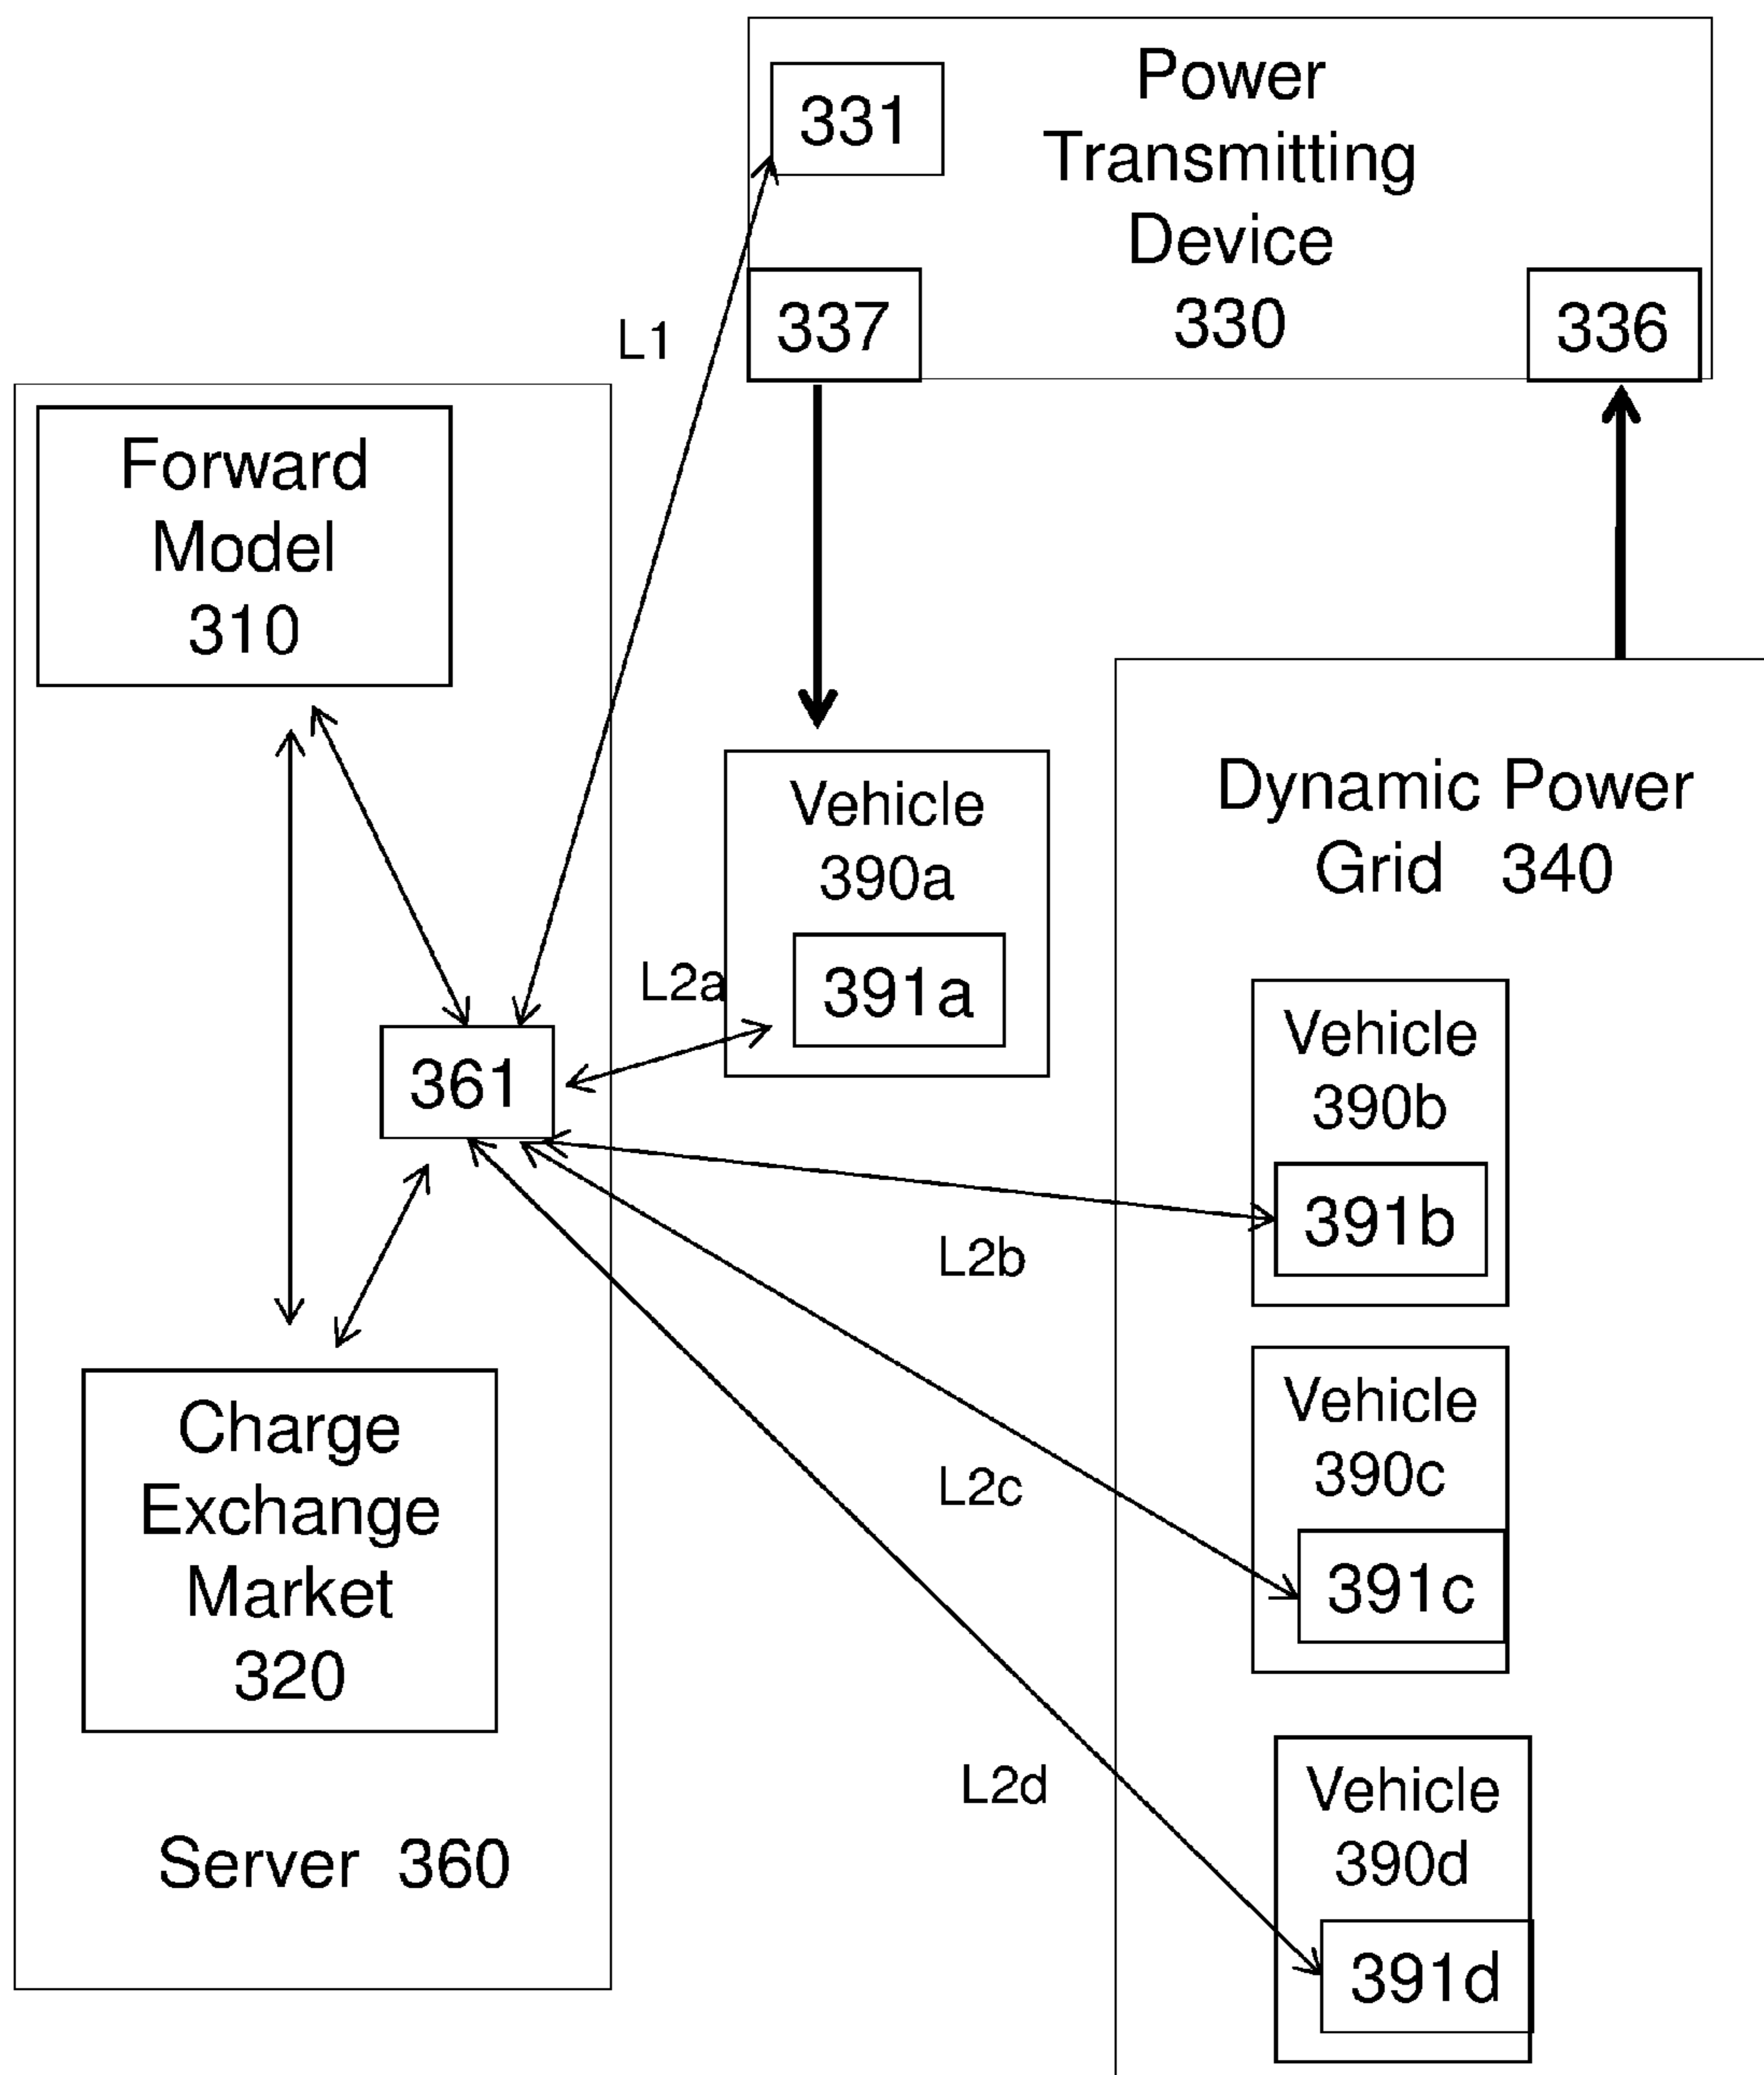 331
Power
Transmitting
Device
330
337
336
L1
Forward
Model
310
Vehicle
390a
391a
L2a
361
Dynamic Power
Grid 340
Vehicle
390b
391b
L2b
Vehicle
390c
391c
L2c
Charge
Exchange
Market
320
Vehicle
390d
391d
L2d
Server 360